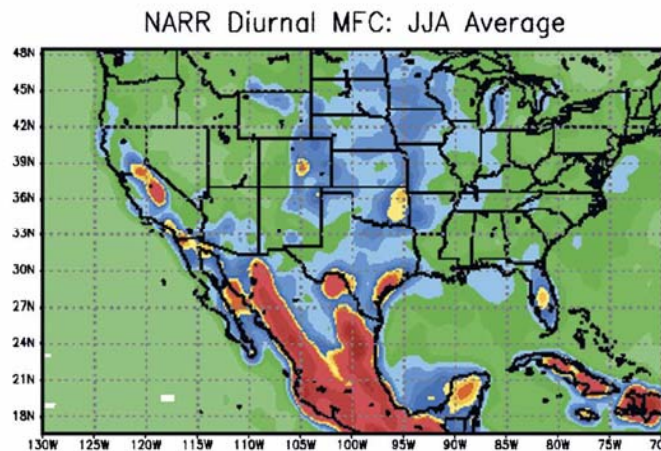 NARR Diurnal MFC: JJA Average
48N
45N
42N
39N
36N
33N
30N
27N
24N
21N
18N
130W 125W 120W 115W 110W 105W 100W 95W 90W 85W 80W 75W 70W